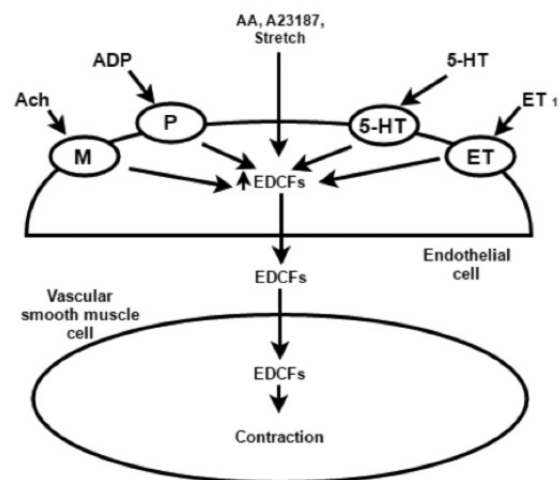 AA, A23187,
Stretch
ADP
5-HT
Ach
ET 1
P
5-HT
M
ET
EDCFs
Endothelial
cell
EDCFs
Vascular
smooth muscle
cell
EDCFs
Contraction